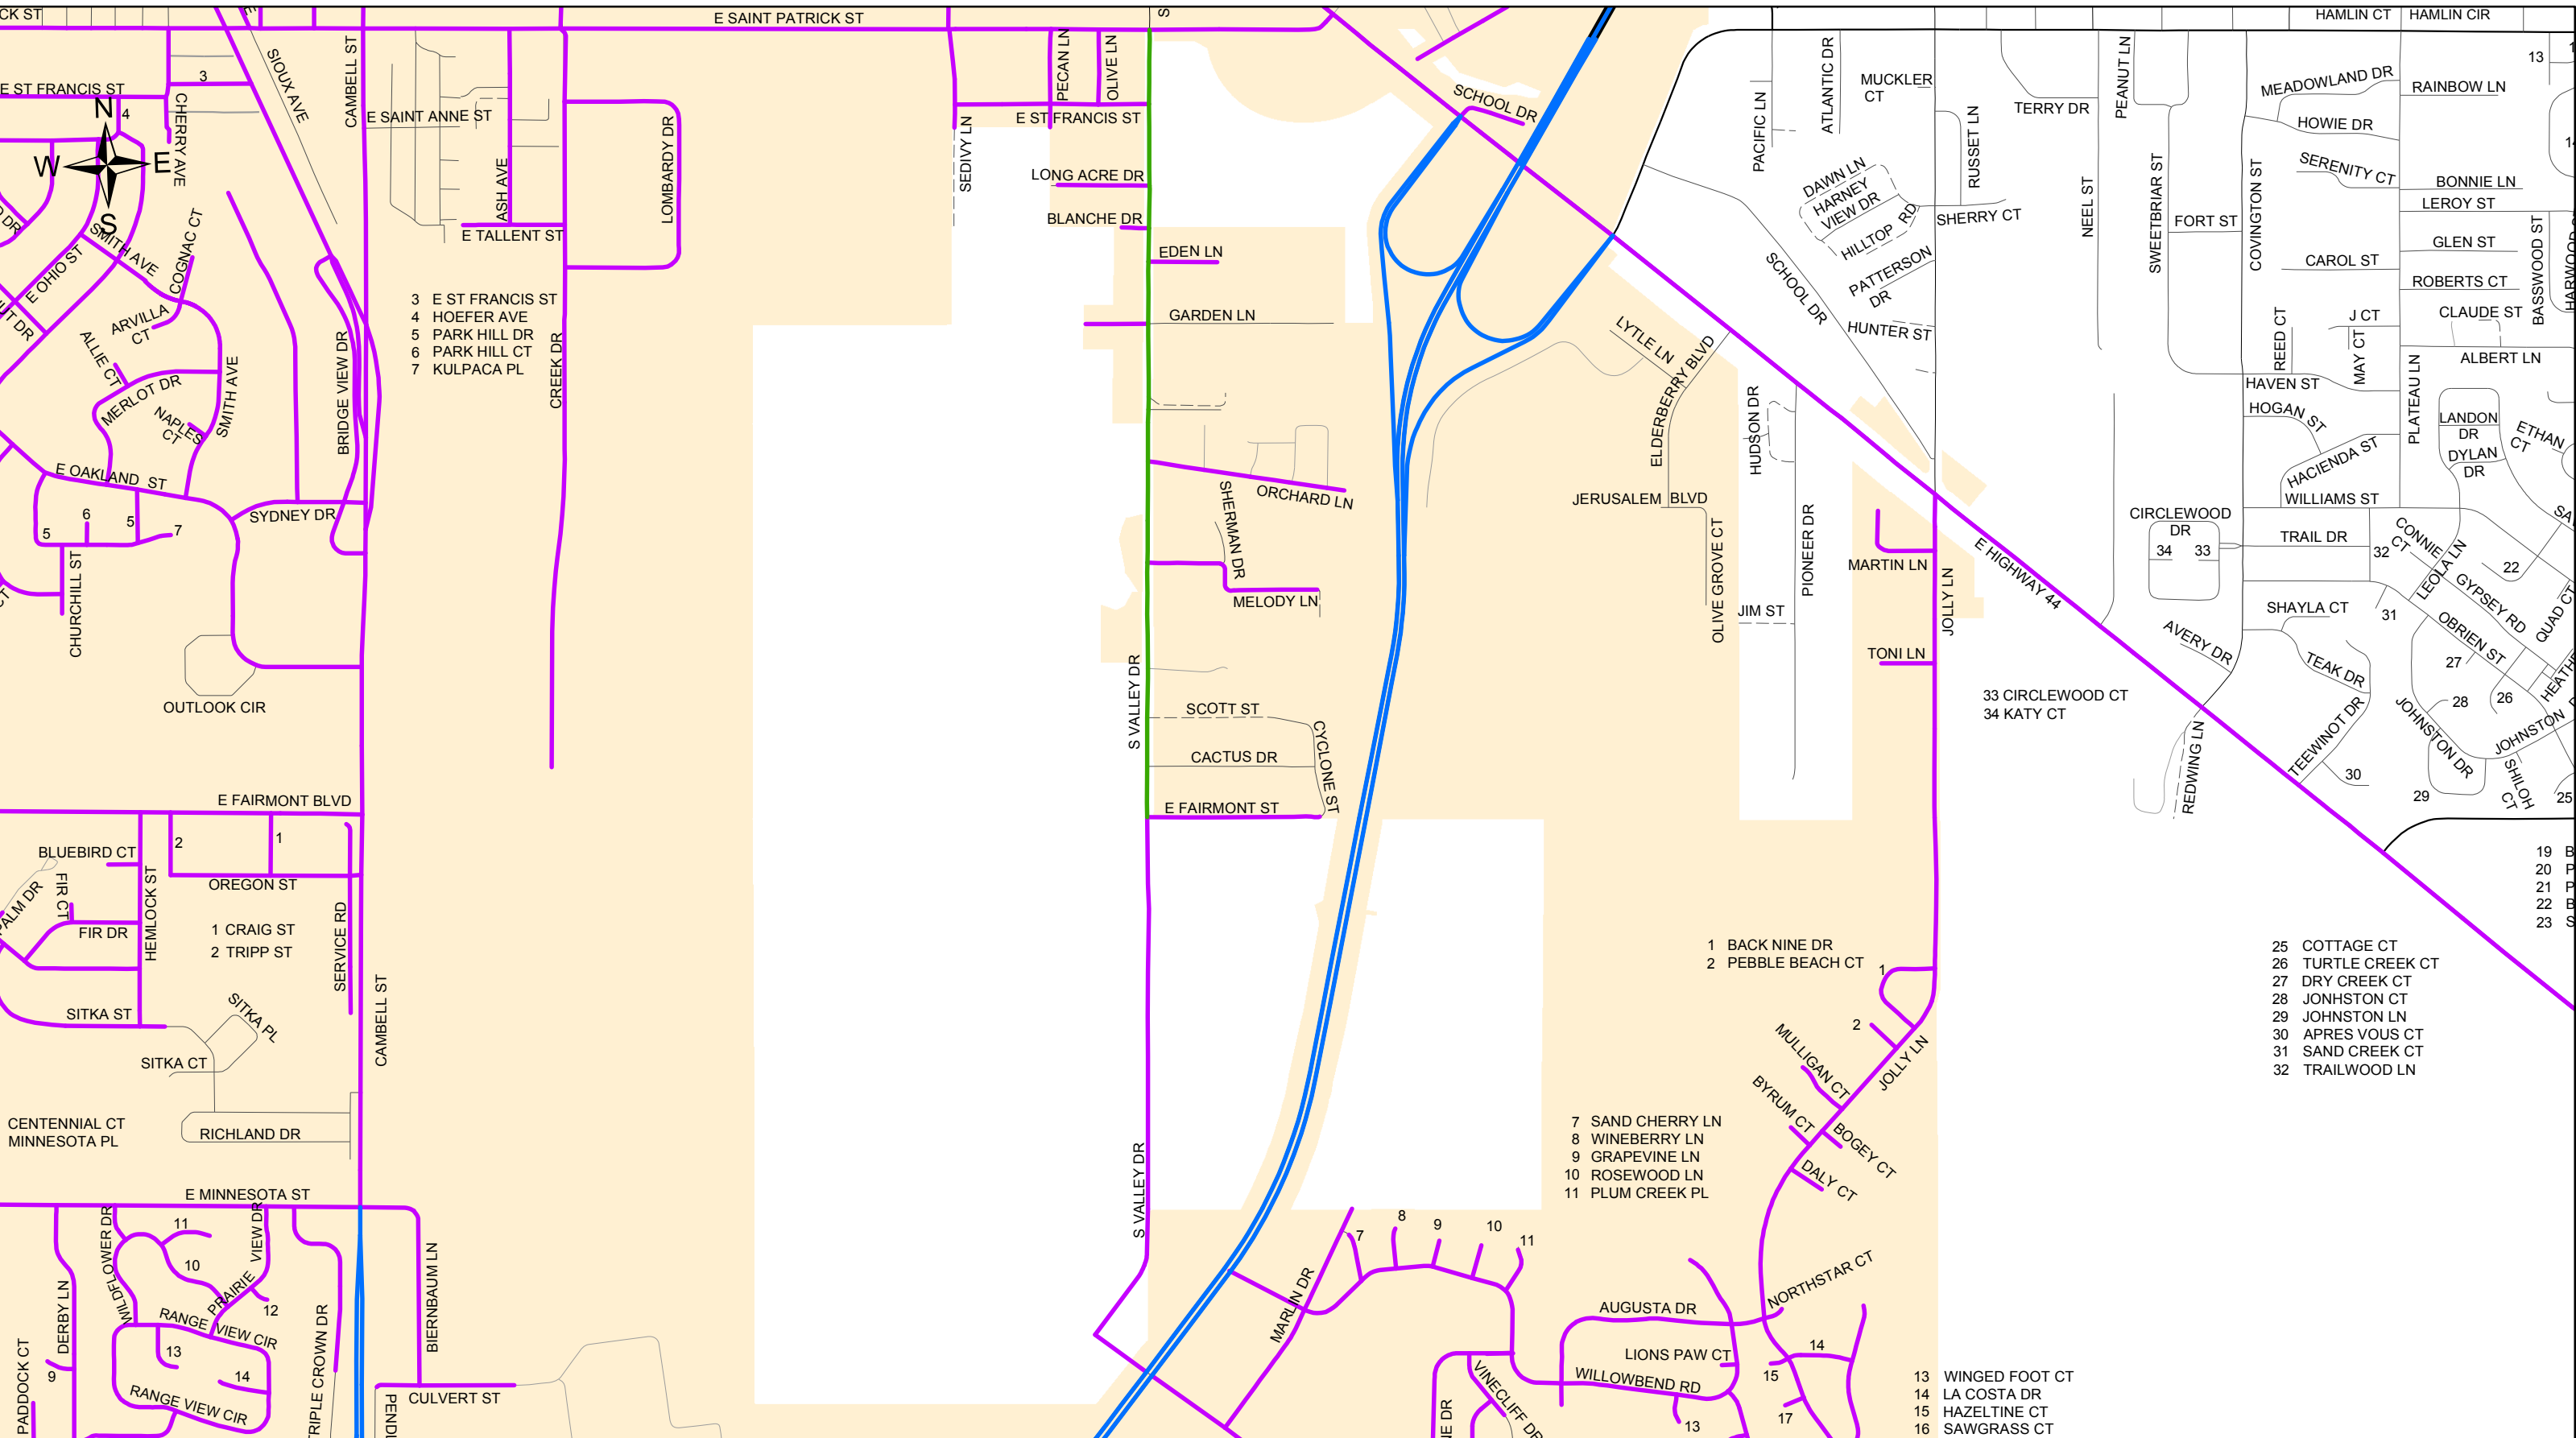 CK ST
E SAINT PATRICK ST
S
HAMLIN CT
HAMLIN CIR
SIOUX AVE
CAMBELL ST
3
E ST FRANCIS ST
N
4
CHERRY AVE
W
E
S
E SAINT ANNE ST
ASH AVE
LOMBARDY DR
E TALLENT ST
SEDIVY LN
PECAN LN
OLIVE LN
E ST FRANCIS ST
LONG ACRE DR
BLANCHE DR
EDEN LN
GARDEN LN
SCHOOL DR
PACIFIC LN
ATLANTIC DR
MUCKLER
CT
RUSSET LN
TERRY DR
PEANUT LN
MEADOWLAND DR
RAINBOW LN
13
HOWIE DR
SERENITY CT
BONNIE LN
LEROY ST
GLEN ST
CAROL ST
ROBERTS CT
CLAUDE ST
ALBERT LN
BASSWOOD ST
DAWN LN
HARNEY
VIEW DR
HILLTOP RD
SHERRY CT
PATTERSON
DR
HUNTER ST
SCHOOL DR
NEEL ST
SWEETBRIAR ST
FORT ST
COVINGTON ST
REED CT
J CT
MAY CT
HAVEN ST
HOGAN ST
HACIENDA ST
WILLIAMS ST
PLATEAU LN
LANDON
DR
DYLAN
DR
ETHAN
CT
SMITH AVE
COGNAC CT
E OHIO ST
ARVILLA
CT
ALLIE CT
MERLOT DR
NAPLES
CT
SMITH AVE
BRIDGE VIEW DR
3 E ST FRANCIS ST
4 HOEFER AVE
5 PARK HILL DR
6 PARK HILL CT
7 KULPACA PL
CREEK DR
E OAKLAND ST
SYDNEY DR
5
6
5
7
CHURCHILL ST
OUTLOOK CIR
ORCHARD LN
SHERMAN DR
MELODY LN
S VALLEY DR
SCOTT ST
CACTUS DR
CYCLONE ST
E FAIRMONT ST
LYTLE LN
ELDERBERRY BLVD
JERUSALEM BLVD
OLIVE GROVE CT
HUDSON DR
PIONEER DR
JIM ST
MARTIN LN
JOLLY LN
TONI LN
E HIGHWAY 44
CIRCLEWOOD
DR
34
33
TRAIL DR
32
CONNIE
CT
LEOLA LN
22
GYPSEY RD
QUAD CT
SHAYLA CT
31
OBRIEN ST
AVERY DR
TEAK DR
27
28
26
TEEWINOT DR
JOHNSTON DR
JOHNSTON
SHILOH
CT
30
29
25
REDWING LN
33 CIRCLEWOOD CT
34 KATY CT
E FAIRMONT BLVD
2
1
BLUEBIRD CT
OREGON ST
FIR CT
PALM DR
FIR DR
HEMLOCK ST
1 CRAIG ST
2 TRIPP ST
SERVICE RD
CAMBELL ST
SITKA ST
SITKA PL
SITKA CT
CENTENNIAL CT
MINNESOTA PL
RICHLAND DR
E MINNESOTA ST
19 B
20 P
21 P
22 B
23 S
1 BACK NINE DR
2 PEBBLE BEACH CT
25 COTTAGE CT
26 TURTLE CREEK CT
27 DRY CREEK CT
28 JONHSTON CT
29 JOHNSTON LN
30 APRES VOUS CT
31 SAND CREEK CT
32 TRAILWOOD LN
1
2
MULLIGAN CT
BYRUM CT
JOLLY LN
BOGEY CT
DALY CT
7 SAND CHERRY LN
8 WINEBERRY LN
9 GRAPEVINE LN
10 ROSEWOOD LN
11 PLUM CREEK PL
S VALLEY DR
WILDFLOWER DR
11
10
VIEW DR
PRAIRIE
12
DERBY LN
RANGE VIEW CIR
13
14
RANGE VIEW CIR
9
PADDOCK CT
TRIPLE CROWN DR
BIERNBAUM LN
CULVERT ST
PENDI
MARLIN DR
7
8
9
10
11
NORTHSTAR CT
AUGUSTA DR
LIONS PAW CT
14
15
WILLOWBEND RD
VINECLIFF DR
NE DR
13
17
13 WINGED FOOT CT
14 LA COSTA DR
15 HAZELTINE CT
16 SAWGRASS CT